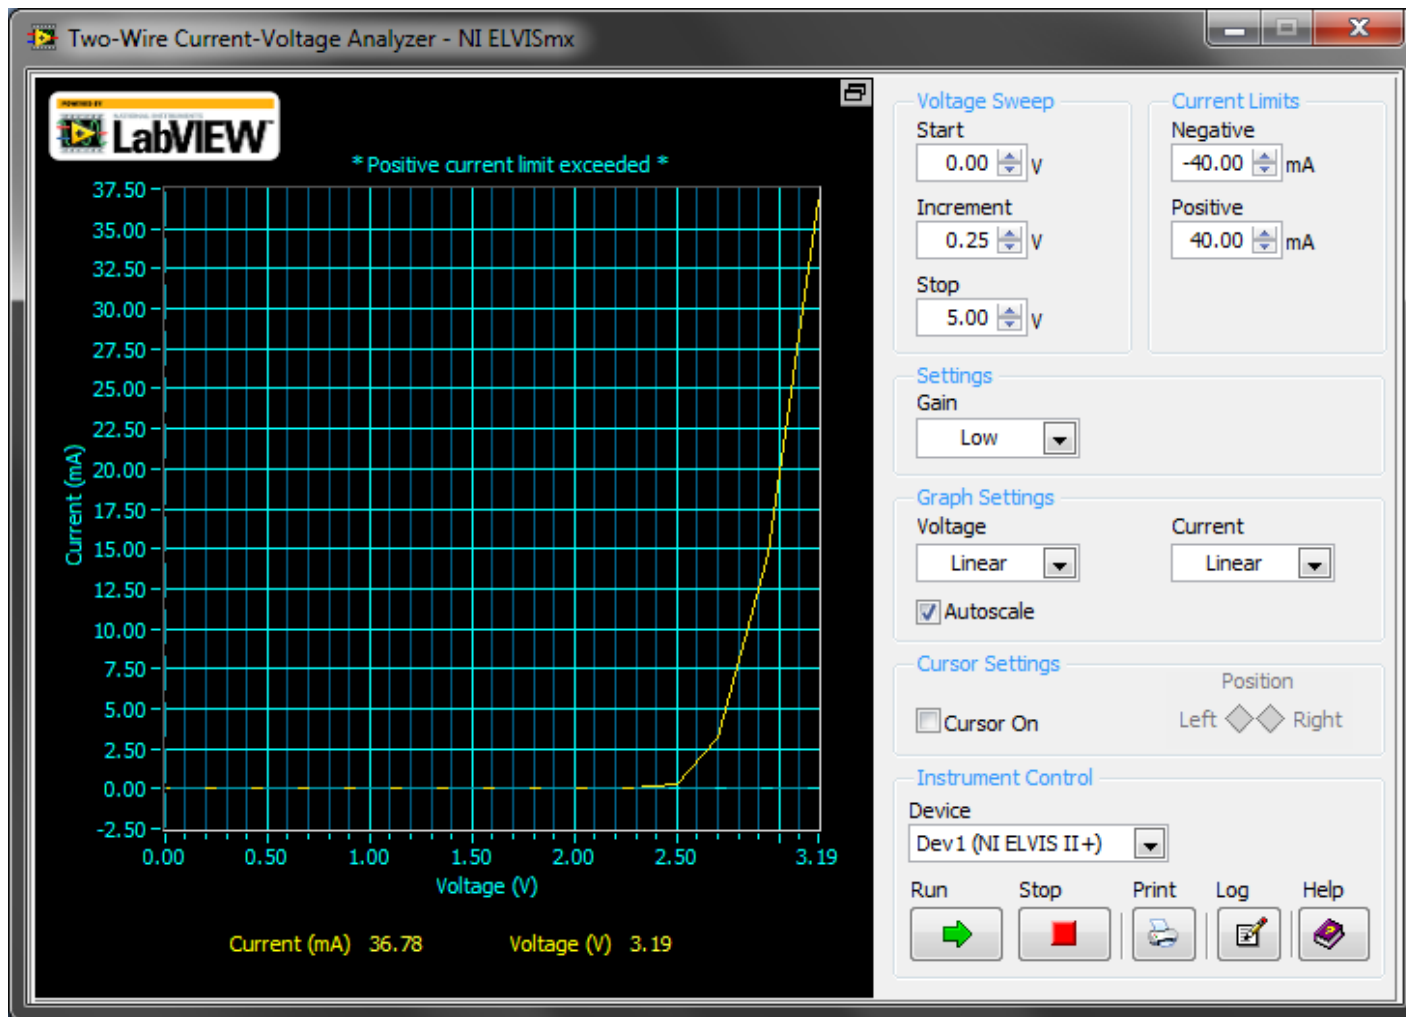 Two-Wire Current-Voltage Analyzer - NI ELVISmx
POWERED BY
NATIONAL INSTRUMENTS
LabVIEW™
* Positive current limit exceeded *
37.50
35.00
32.50
30.00
27.50
25.00
22.50
20.00
17.50
15.00
12.50
10.00
7.50
5.00
2.50
0.00
-2.50
Current (mA)
0.00 0.50 1.00 1.50 2.00 2.50 3.19
Voltage (V)
Current (mA) 36.78 Voltage (V) 3.19
Voltage Sweep
Start
0.00 V
Increment
0.25 V
Stop
5.00 V
Current Limits
Negative
-40.00 mA
Positive
40.00 mA
Settings
Gain
Low
Graph Settings
Voltage Current
Linear Linear
Autoscale
Cursor Settings
Position
Cursor On Left Right
Instrument Control
Device
Dev1 (NI ELVIS II+)
Run Stop Print Log Help